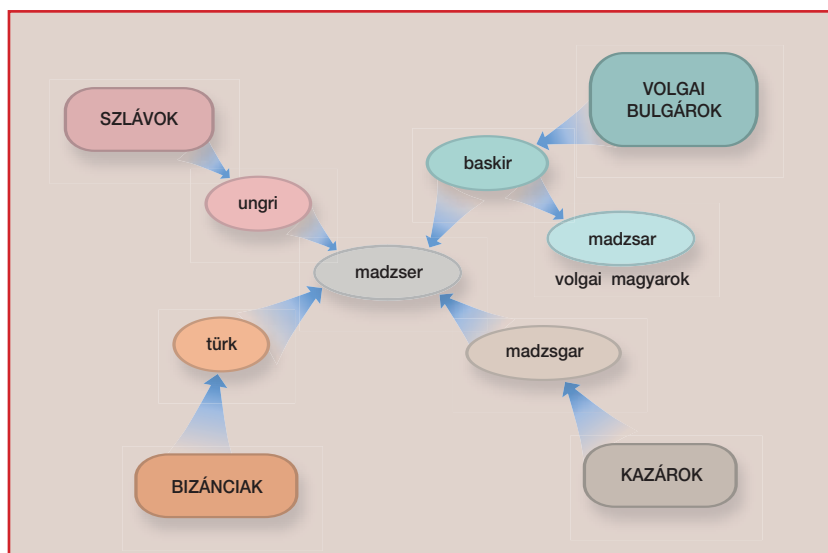 VOLGAI
BULGÁROK
SZLÁVOK
baskir
ungri
madzsar
madzser
volgai magyarok
türk
madzsgar
BIZÁNCIAK
KAZÁROK